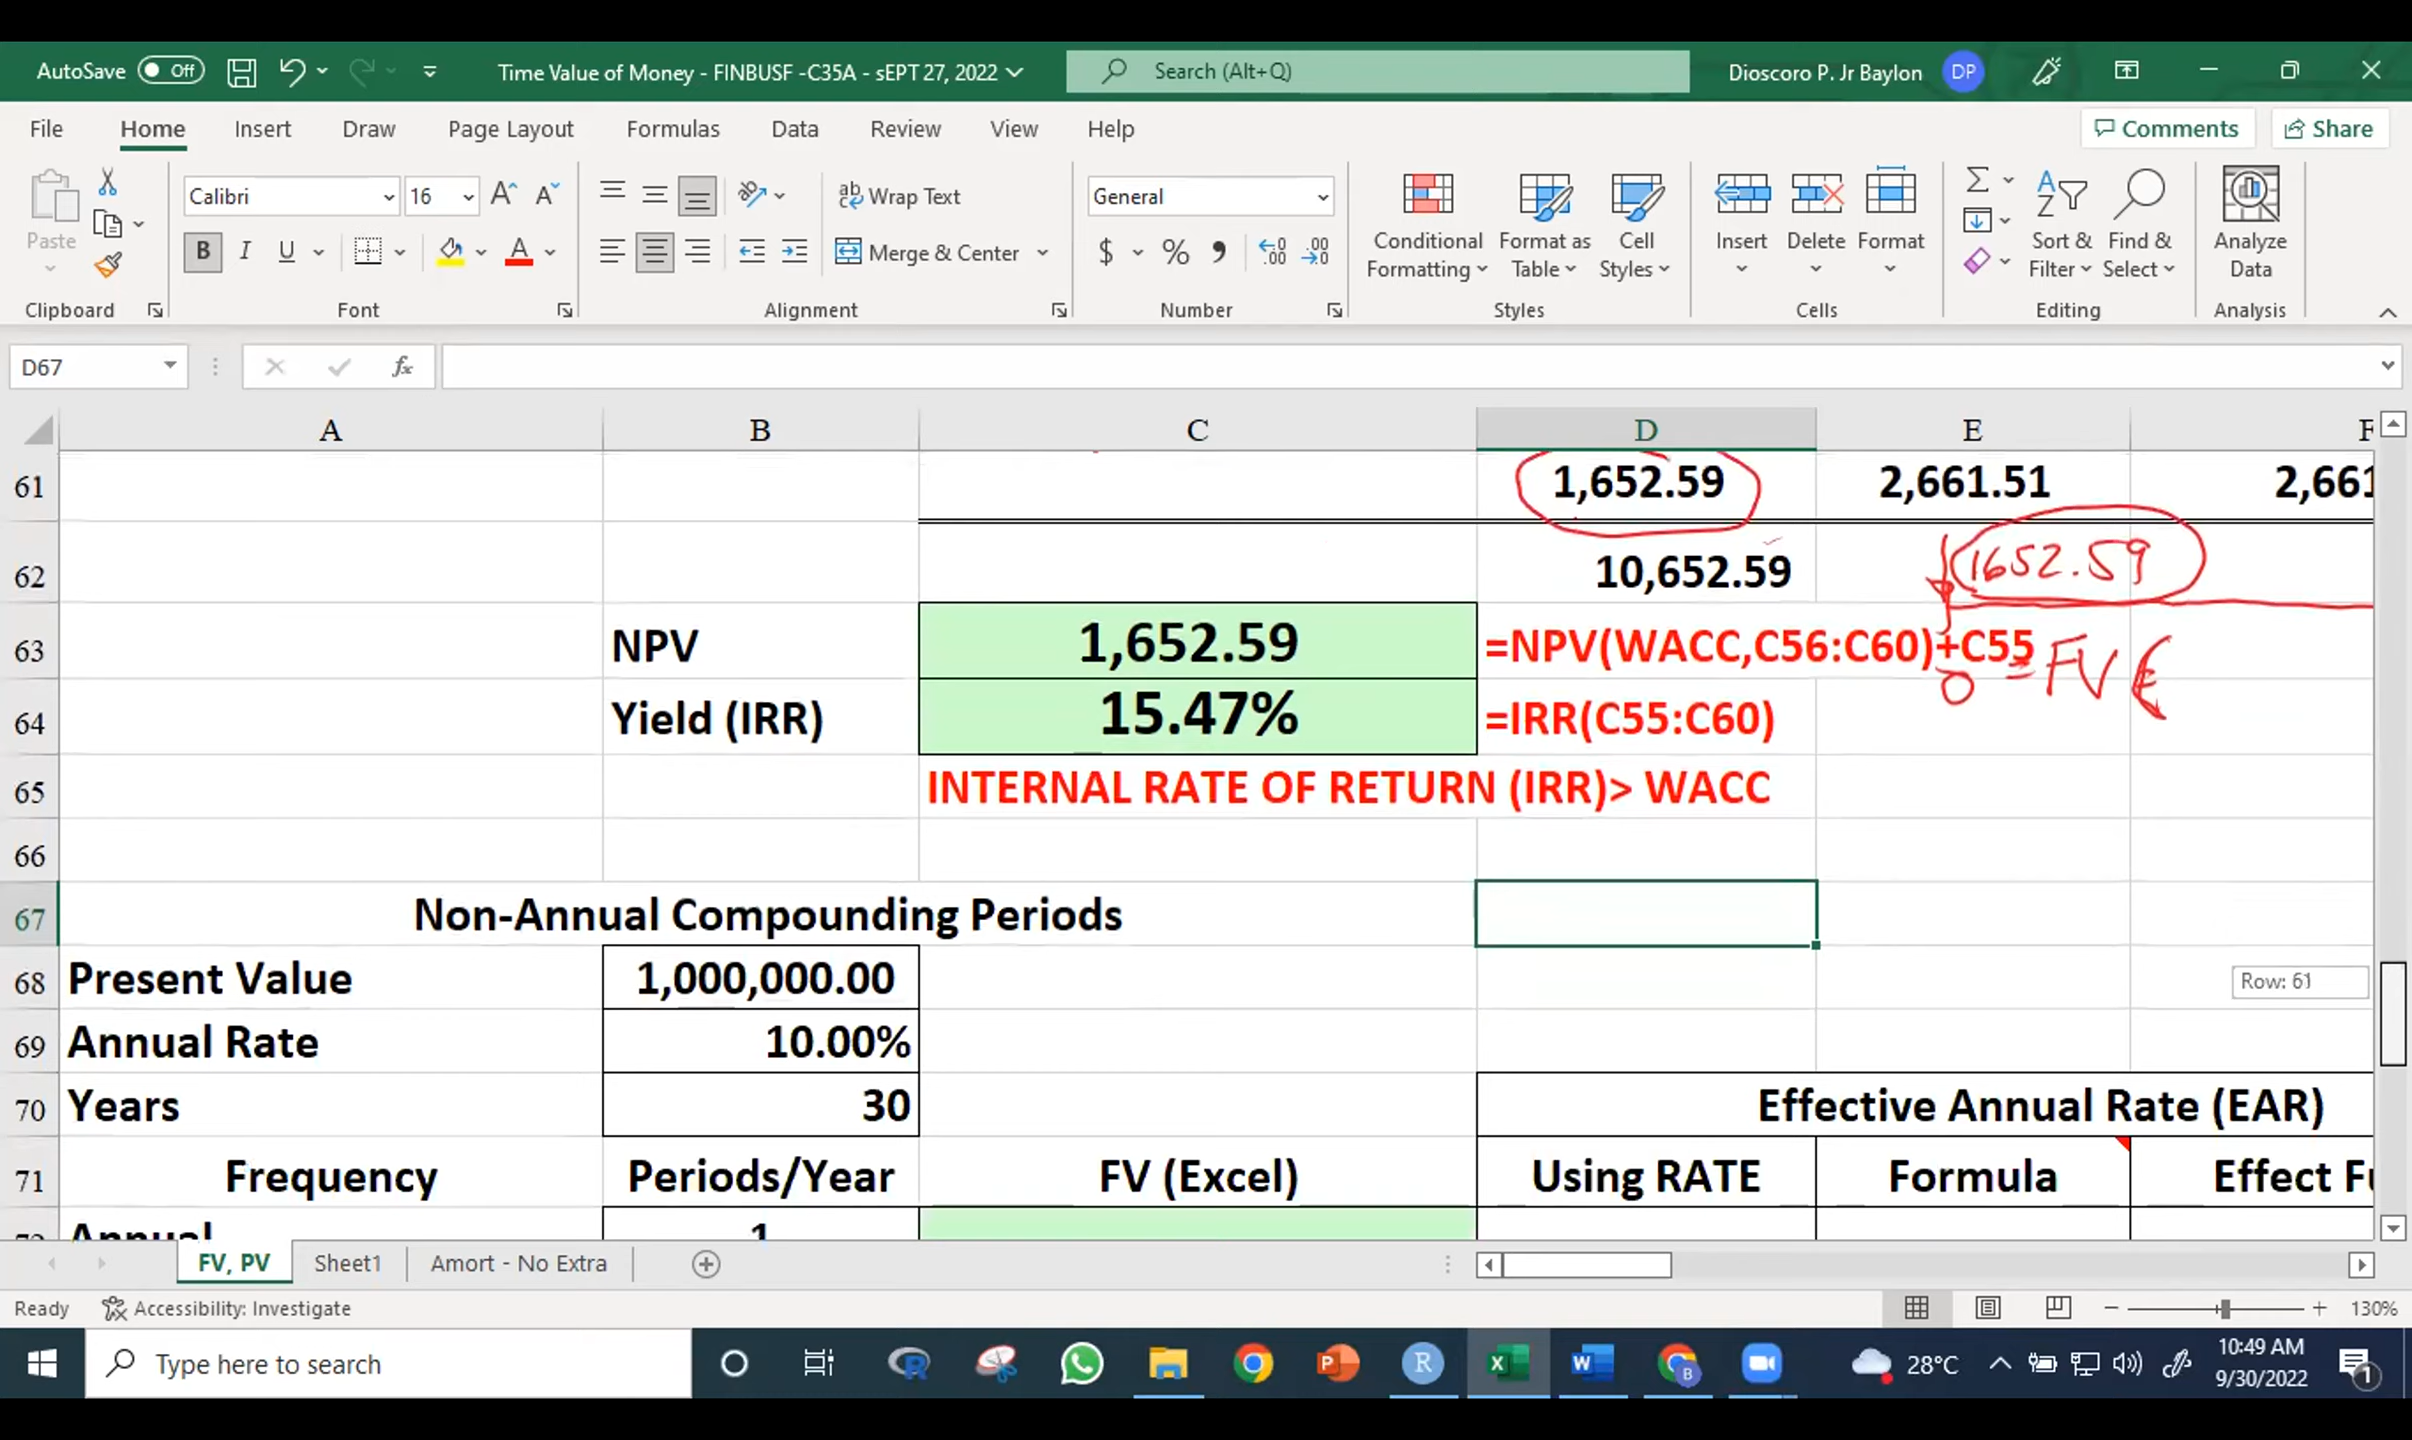 AutoSave Off Time Value of Money - FINBUSF -C35A - sEPT 27, 2022 Search (Alt+Q) Dioscoro P. Jr Baylon DP
File Home Insert Draw Page Layout Formulas Data Review View Help Comments Share
Paste Calibri 16 Wrap Text General Conditional Formatting Format as Table Cell Styles Insert Delete Format Sort & Filter Find & Select Analyze Data
B I U Merge & Center $ % 9
Clipboard Font Alignment Number Styles Cells Editing Analysis
D67 fx
A B C D E F
61 1,652.59 2,661.51 2,661
62 10,652.59 1652.59
63 NPV 1,652.59 =NPV(WACC,C56:C60)+C55 = FV(
0
64 Yield (IRR) 15.47% =IRR(C55:C60)
65 INTERNAL RATE OF RETURN (IRR)> WACC
66
67 Non-Annual Compounding Periods
68 Present Value 1,000,000.00 Row: 61
69 Annual Rate 10.00%
70 Years 30 Effective Annual Rate (EAR)
71 Frequency Periods/Year FV (Excel) Using RATE Formula Effect Fu
72 Annual 1
FV, PV Sheet1 Amort - No Extra
Ready Accessibility: Investigate 130%
Type here to search 28°C 10:49 AM
9/30/2022 1